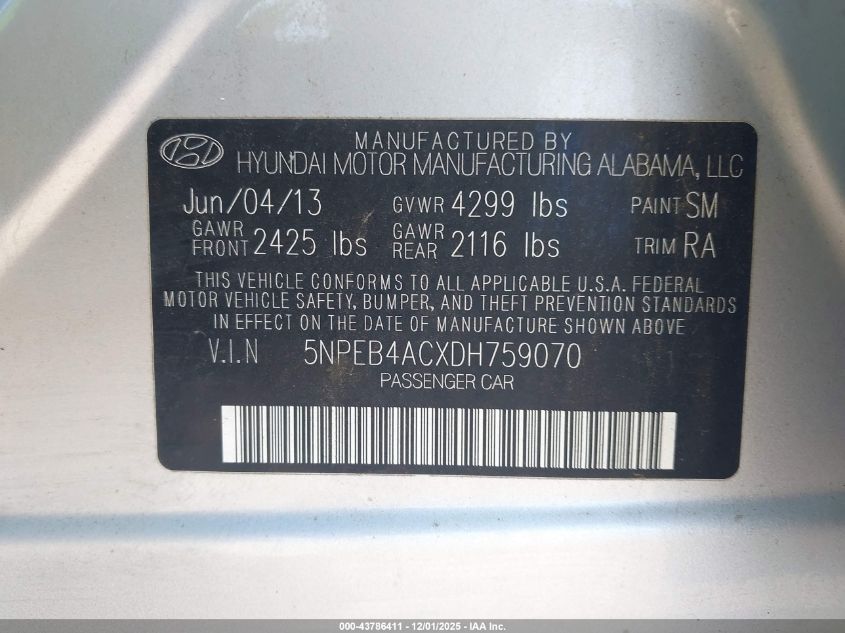 MANUFACTURED BY
HYUNDAI MOTOR MANUFACTURING ALABAMA, LLC
Jun/04/13 GVWR 4299 lbs PAINT SM
GAWR FRONT 2425 lbs GAWR REAR 2116 lbs TRIM RA
THIS VEHICLE CONFORMS TO ALL APPLICABLE U.S.A. FEDERAL
MOTOR VEHICLE SAFETY, BUMPER, AND THEFT PREVENTION STANDARDS
IN EFFECT ON THE DATE OF MANUFACTURE SHOWN ABOVE
V.I.N 5NPEB4ACXDH759070
PASSENGER CAR
000-43786411 - 12/01/2025 - IAA Inc.